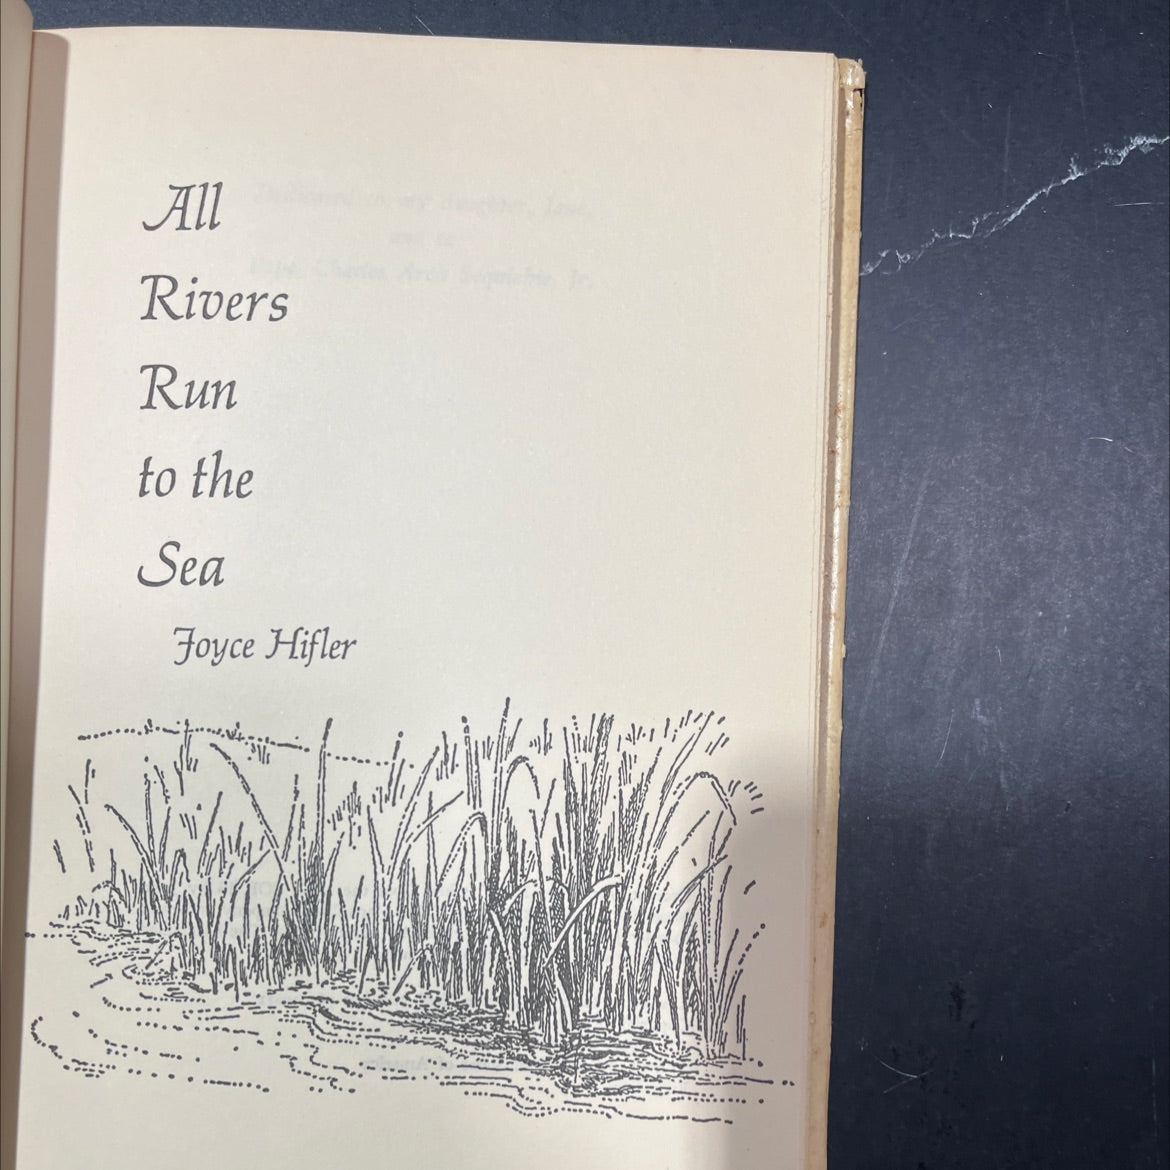 All
Rivers
Run
to the
Sea
Joyce Hifler